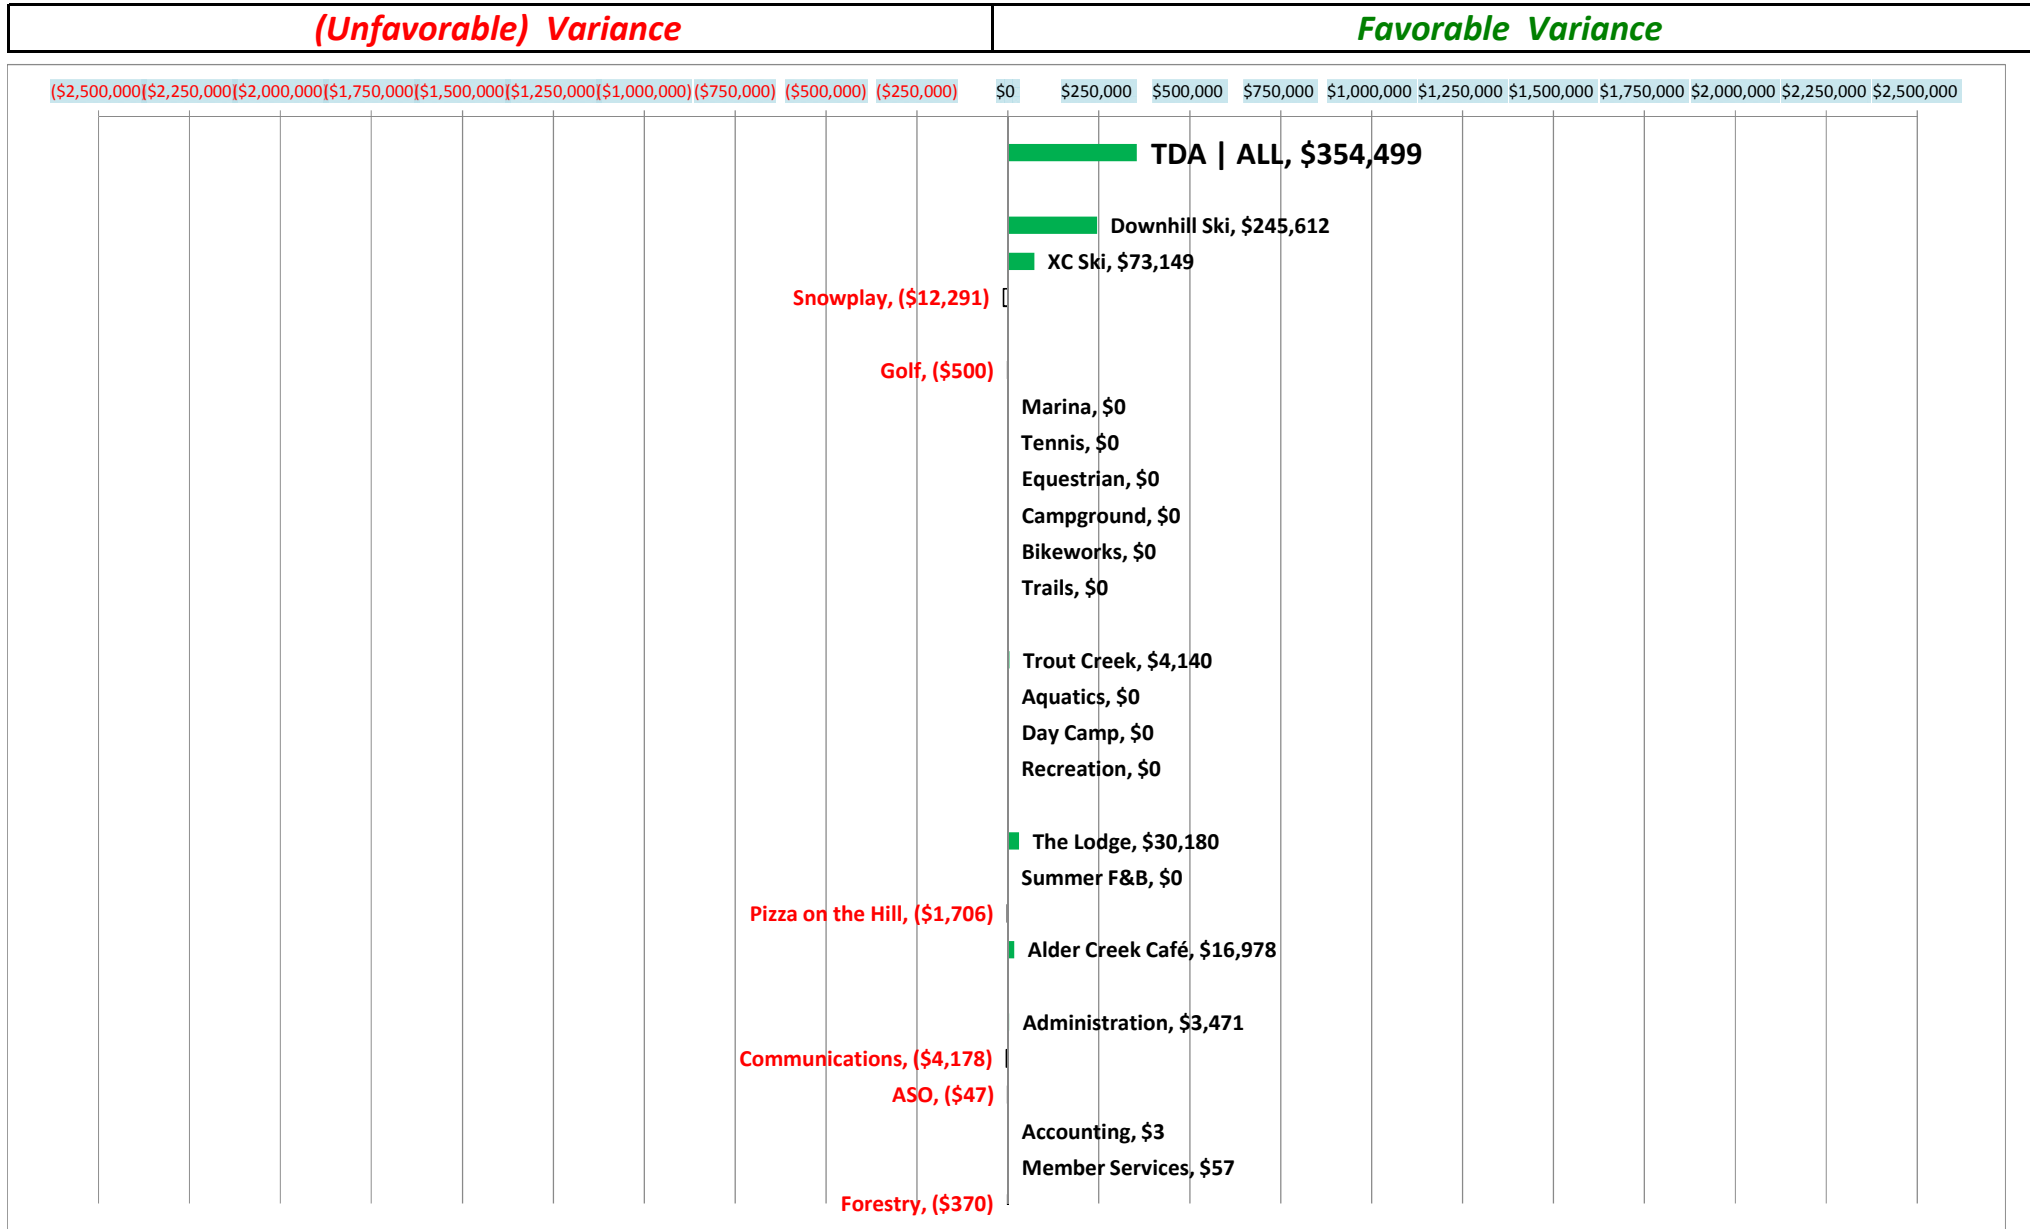 (Unfavorable) Variance
Favorable Variance
($2,500,000) ($2,250,000) ($2,000,000) ($1,750,000) ($1,500,000) ($1,250,000) ($1,000,000) ($750,000) ($500,000) ($250,000) $0 $250,000 $500,000 $750,000 $1,000,000 $1,250,000 $1,500,000 $1,750,000 $2,000,000 $2,250,000 $2,500,000
TDA | ALL, $354,499
Downhill Ski, $245,612
XC Ski, $73,149
Snowplay, ($12,291)
Golf, ($500)
Marina, $0
Tennis, $0
Equestrian, $0
Campground, $0
Bikeworks, $0
Trails, $0
Trout Creek, $4,140
Aquatics, $0
Day Camp, $0
Recreation, $0
The Lodge, $30,180
Summer F&B, $0
Pizza on the Hill, ($1,706)
Alder Creek Café, $16,978
Administration, $3,471
Communications, ($4,178)
ASO, ($47)
Accounting, $3
Member Services, $57
Forestry, ($370)